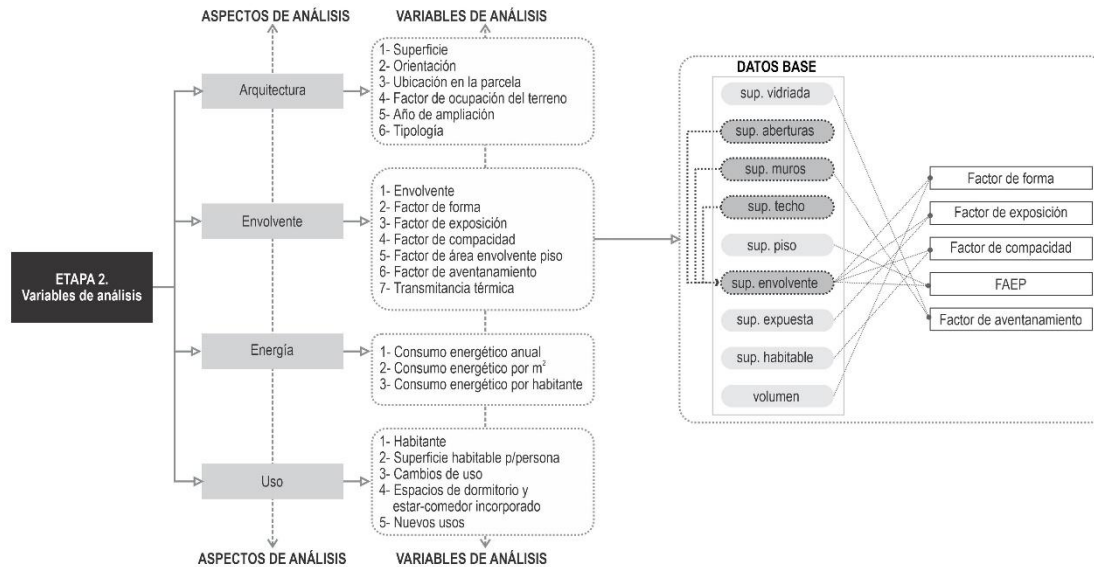 ASPECTOS DE ANÁLISIS
VARIABLES DE ANÁLISIS
ETAPA 2.
Variables de análisis
Arquitectura
1- Superficie
2- Orientación
3- Ubicación en la parcela
4- Factor de ocupación del terreno
5- Año de ampliación
6- Tipología
Envolvente
1- Envolvente
2- Factor de forma
3- Factor de exposición
4- Factor de compacidad
5- Factor de área envolvente piso
6- Factor de aventanamiento
7- Transmitancia térmica
Energía
1- Consumo energético anual
2- Consumo energético por m²
3- Consumo energético por habitante
Uso
1- Habitante
2- Superficie habitable p/persona
3- Cambios de uso
4- Espacios de dormitorio y
estar-comedor incorporado
5- Nuevos usos
ASPECTOS DE ANÁLISIS
VARIABLES DE ANÁLISIS
DATOS BASE
sup. vidriada
sup. aberturas
sup. muros
sup. techo
sup. piso
sup. envolvente
sup. expuesta
sup. habitable
volumen
Factor de forma
Factor de exposición
Factor de compacidad
FAEP
Factor de aventanamiento